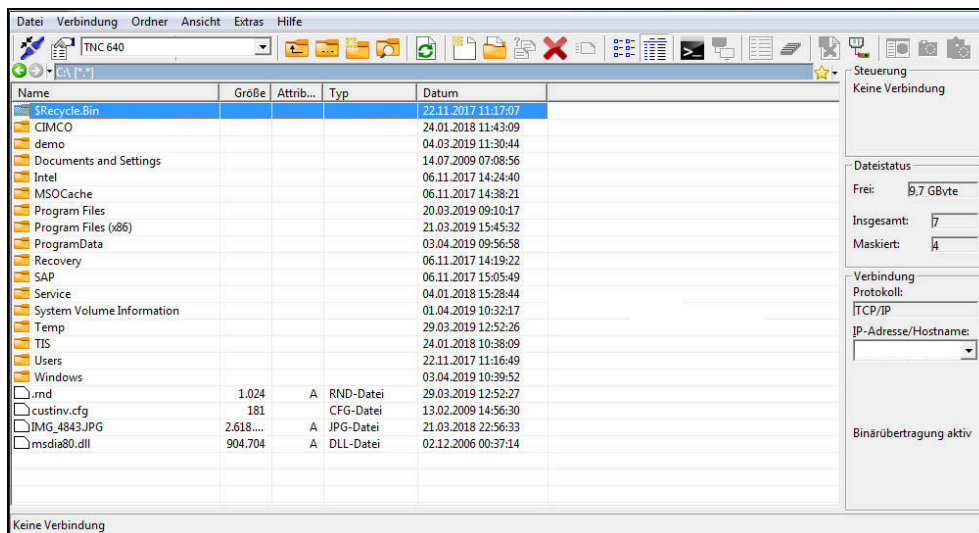 Datei Verbindung Ordner Ansicht Extras Hilfe
TNC 640
C:\ [*.*]
Name Größe Attrib... Typ Datum
$Recycle.Bin 22.11.2017 11:17:07
CIMCO 24.01.2018 11:43:09
demo 04.03.2019 11:30:44
Documents and Settings 14.07.2009 07:08:56
Intel 06.11.2017 14:24:40
MSOCache 06.11.2017 14:38:21
Program Files 20.03.2019 09:10:17
Program Files (x86) 21.03.2019 15:45:32
ProgramData 03.04.2019 09:56:58
Recovery 06.11.2017 14:19:22
SAP 06.11.2017 15:05:49
Service 04.01.2018 15:28:44
System Volume Information 01.04.2019 10:32:17
Temp 29.03.2019 12:52:26
TIS 24.01.2018 10:38:09
Users 22.11.2017 11:16:49
Windows 03.04.2019 10:39:52
.rnd 1.024 A RND-Datei 29.03.2019 12:52:27
custinv.cfg 181 CFG-Datei 13.02.2009 14:56:30
IMG_4843.JPG 2.618.... A JPG-Datei 21.03.2018 22:56:33
msdia80.dll 904.704 A DLL-Datei 02.12.2006 00:37:14
Steuerung
Keine Verbindung
Dateistatus
Frei: 9,7 GByte
Insgesamt: 7
Maskiert: 4
Verbindung
Protokoll:
TCP/IP
IP-Adresse/Hostname:
Binärübertragung aktiv
Keine Verbindung